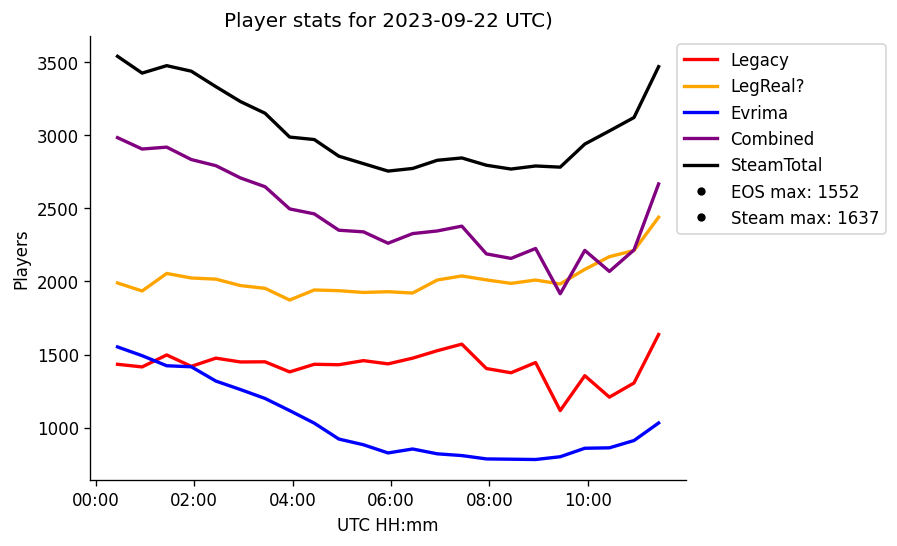 Player stats for 2023-09-22 UTC)
Legacy
LegReal?
Evrima
Combined
SteamTotal
EOS max: 1552
Steam max: 1637
Players
3500
3000
2500
2000
1500
1000
00:00 02:00 04:00 06:00 08:00 10:00
UTC HH:mm